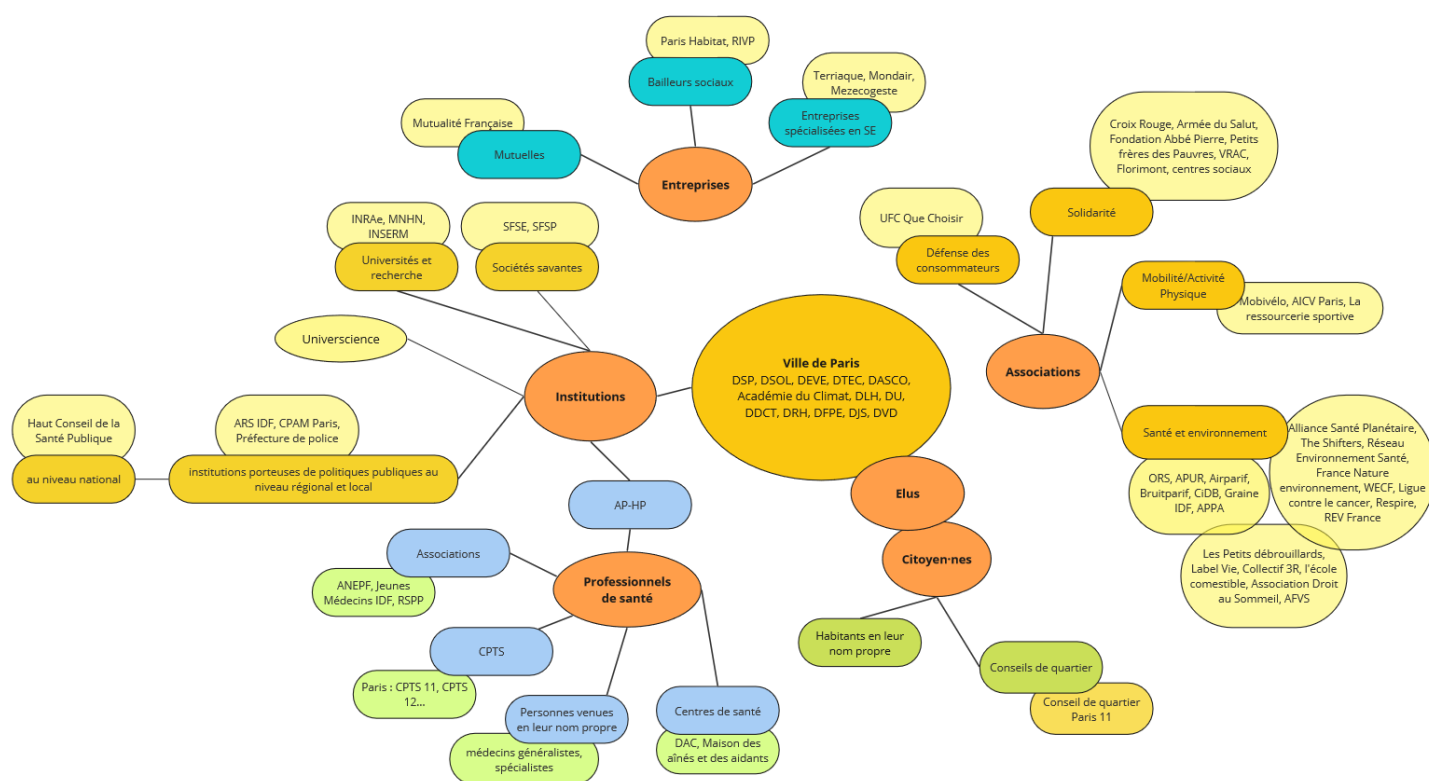 Paris Habitat, RIVP
Bailleurs sociaux
Terriaque, Mondair,
Mezecogeste
Entreprises
spécialisées en SE
Mutualité Française
Mutuelles
Entreprises
Croix Rouge, Armée du Salut,
Fondation Abbé Pierre, Petits
frères des Pauvres, VRAC,
Florimont, centres sociaux
Solidarité
UFC Que Choisir
Défense des
consommateurs
Mobilité/Activité
Physique
Mobivélo, AICV Paris, La
ressourcerie sportive
Associations
INRAe, MNHN,
INSERM
Universités et
recherche
SFSE, SFSP
Sociétés savantes
Universcience
Institutions
Ville de Paris
DSP, DSOL, DEVE, DTEC, DASCO,
Académie du Climat, DLH, DU,
DDCT, DRH, DFPE, DJS, DVD
Haut Conseil de la
Santé Publique
au niveau national
ARS IDF, CPAM Paris,
Préfecture de police
institutions porteuses de politiques publiques au
niveau régional et local
Santé et environnement
ORS, APUR, Airparif,
Bruitparif, CiDB, Graine
IDF, APPA
Alliance Santé Planétaire,
The Shifters, Réseau
Environnement Santé,
France Nature
environnement, WECF, Ligue
contre le cancer, Respire,
REV France
Les Petits débrouillards,
Label Vie, Collectif 3R, l'école
comestible, Association Droit
au Sommeil, AFVS
Elus
Citoyen·nes
Habitants en leur
nom propre
Conseils de quartier
Conseil de quartier
Paris 11
AP-HP
Associations
ANEPF, Jeunes
Médecins IDF, RSPP
Professionnels
de santé
CPTS
Paris : CPTS 11, CPTS
12...
Personnes venues
en leur nom propre
médecins généralistes,
spécialistes
Centres de santé
DAC, Maison des
aînés et des aidants